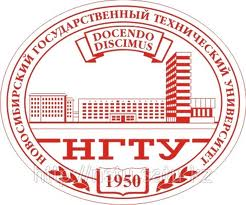 НОВОСИБИРСКИЙ ГОСУДАРСТВЕННЫЙ ТЕХНИЧЕСКИЙ УНИВЕРСИТЕТ
DOCENDO
DISCIMUS
НГТУ
1950